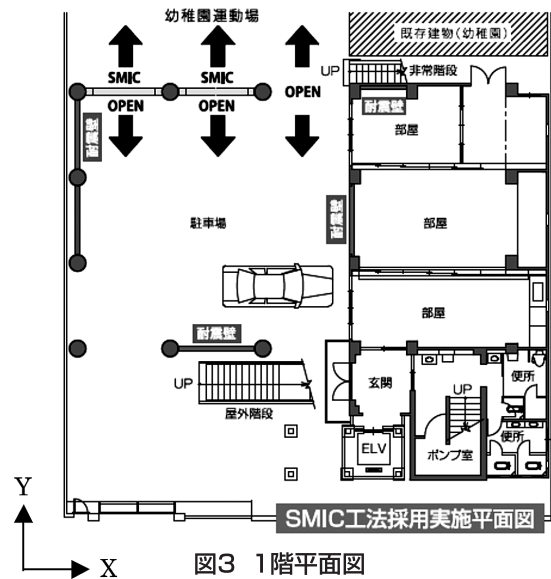 幼稚園運動場
既存建物(幼稚園)
UP
非常階段
SMIC
SMIC
OPEN
OPEN
OPEN
耐震壁
部屋
耐震壁
耐震壁
駐車場
部屋
部屋
耐震壁
UP
屋外階段
玄関
UP
便所
便所
ELV
ポンプ室
Y
X
SMIC工法採用実施平面図
図3 1階平面図